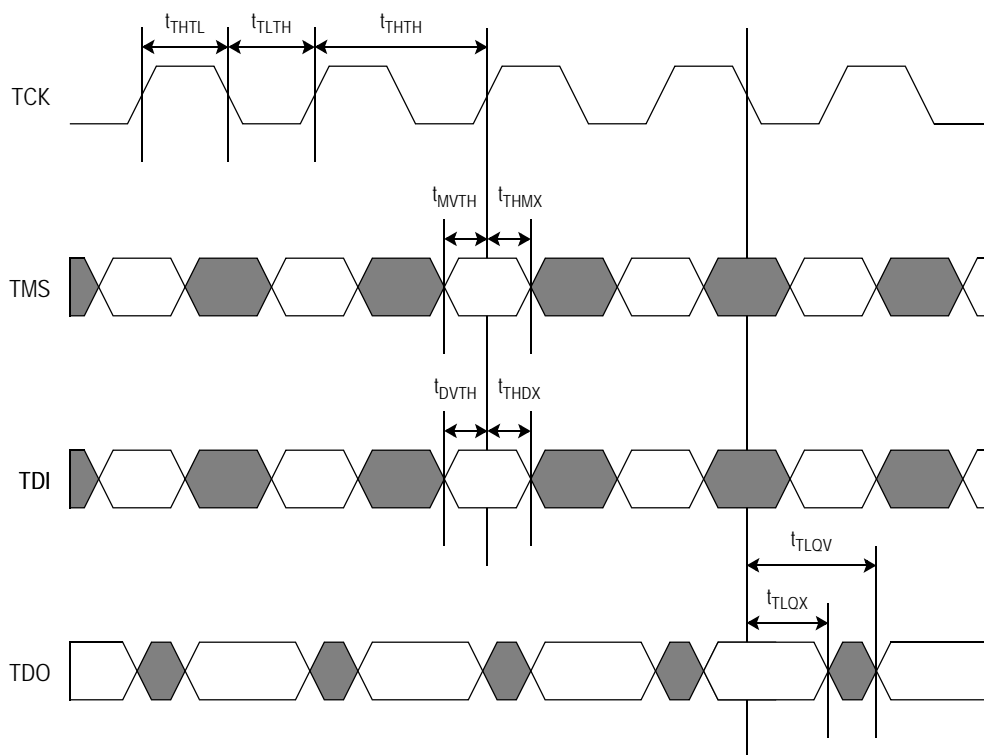 tTHTL tTLTH tTHTH
TCK
tMVTH tTHMX
TMS
tDVTH tTHDX
TDI
tTLQV
tTLQX
TDO